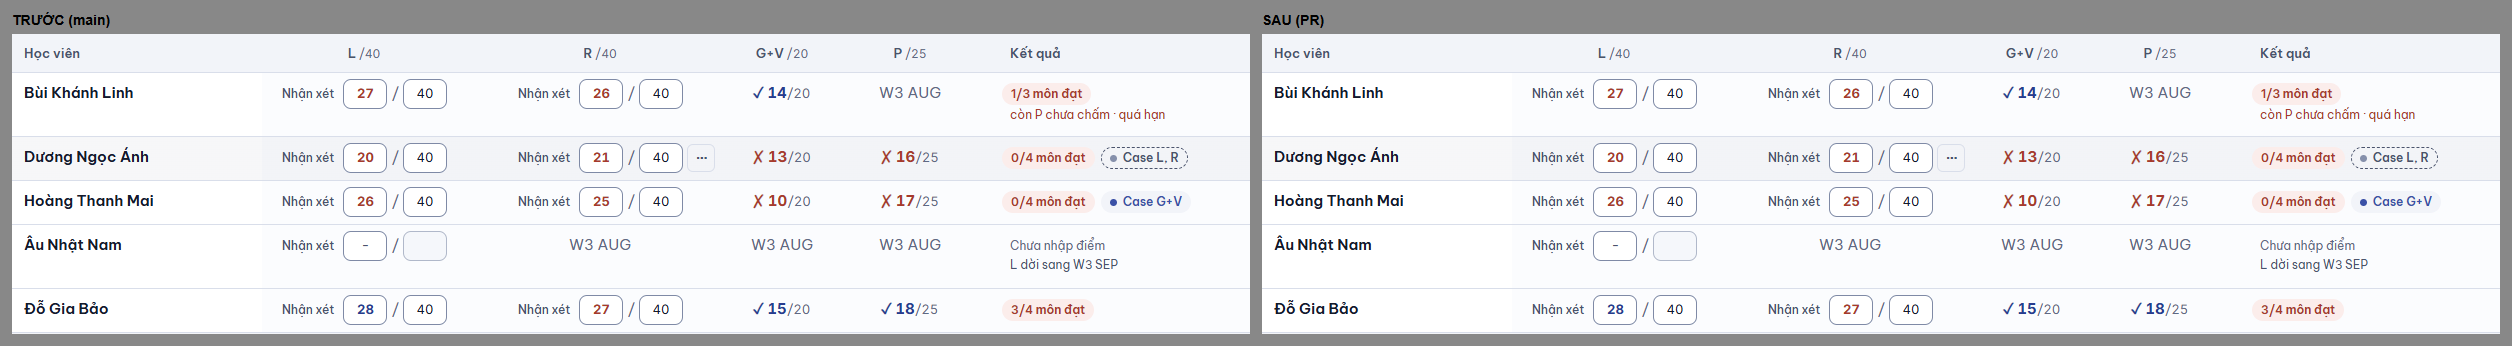 TRƯỚC (main)
Học viên L /40 R /40 G+V /20 P /25 Kết quả
Bùi Khánh Linh Nhận xét 27 / 40 Nhận xét 26 / 40 ✓ 14/20 W3 AUG 1/3 môn đạt
còn P chưa chấm · quá hạn
Dương Ngọc Ánh Nhận xét 20 / 40 Nhận xét 21 / 40 ··· ✗ 13/20 ✗ 16/25 0/4 môn đạt Case L, R
Hoàng Thanh Mai Nhận xét 26 / 40 Nhận xét 25 / 40 ✗ 10/20 ✗ 17/25 0/4 môn đạt Case G+V
Âu Nhật Nam Nhận xét - / W3 AUG W3 AUG W3 AUG Chưa nhập điểm
L dời sang W3 SEP
Đỗ Gia Bảo Nhận xét 28 / 40 Nhận xét 27 / 40 ✓ 15/20 ✓ 18/25 3/4 môn đạt
SAU (PR)
Học viên L /40 R /40 G+V /20 P /25 Kết quả
Bùi Khánh Linh Nhận xét 27 / 40 Nhận xét 26 / 40 ✓ 14/20 W3 AUG 1/3 môn đạt
còn P chưa chấm · quá hạn
Dương Ngọc Ánh Nhận xét 20 / 40 Nhận xét 21 / 40 ··· ✗ 13/20 ✗ 16/25 0/4 môn đạt Case L, R
Hoàng Thanh Mai Nhận xét 26 / 40 Nhận xét 25 / 40 ✗ 10/20 ✗ 17/25 0/4 môn đạt Case G+V
Âu Nhật Nam Nhận xét - / W3 AUG W3 AUG W3 AUG Chưa nhập điểm
L dời sang W3 SEP
Đỗ Gia Bảo Nhận xét 28 / 40 Nhận xét 27 / 40 ✓ 15/20 ✓ 18/25 3/4 môn đạt